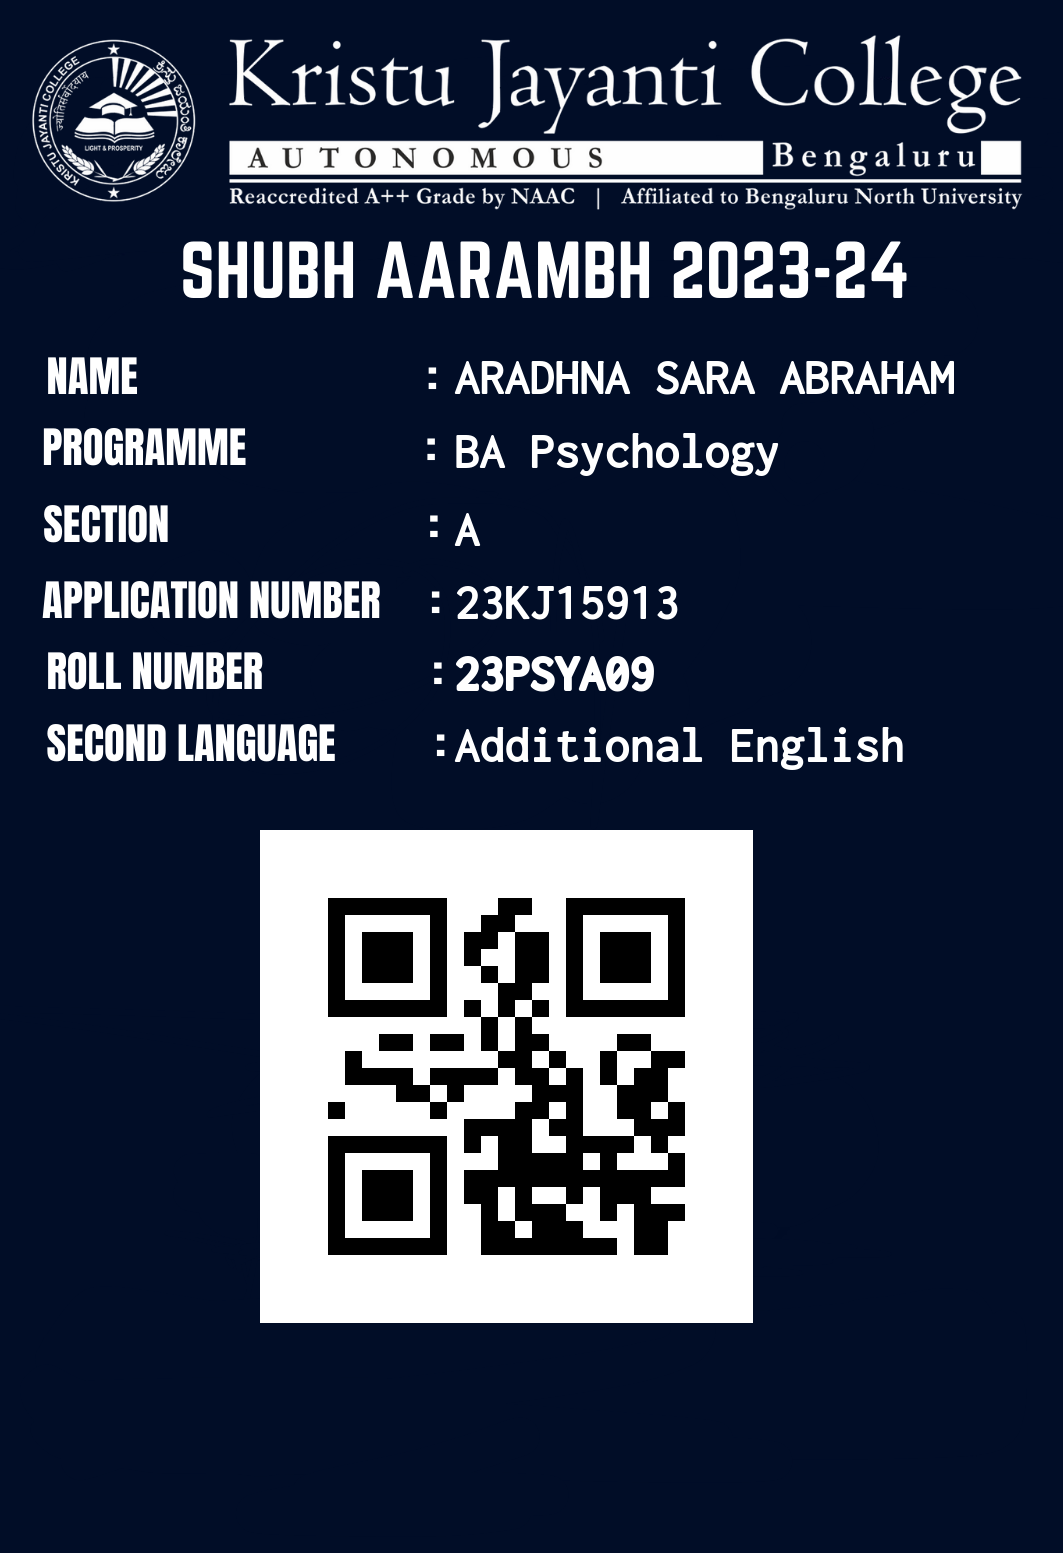 Kristu Jayanti College
AUTONOMOUS Bengaluru
Reaccredited A++ Grade by NAAC | Affiliated to Bengaluru North University
KRISTU JAYANTI COLLEGE
LIGHT & PROSPERITY
SHUBH AARAMBH 2023-24
NAME : ARADHNA SARA ABRAHAM
PROGRAMME : BA Psychology
SECTION : A
APPLICATION NUMBER : 23KJ15913
ROLL NUMBER : 23PSYA09
SECOND LANGUAGE : Additional English